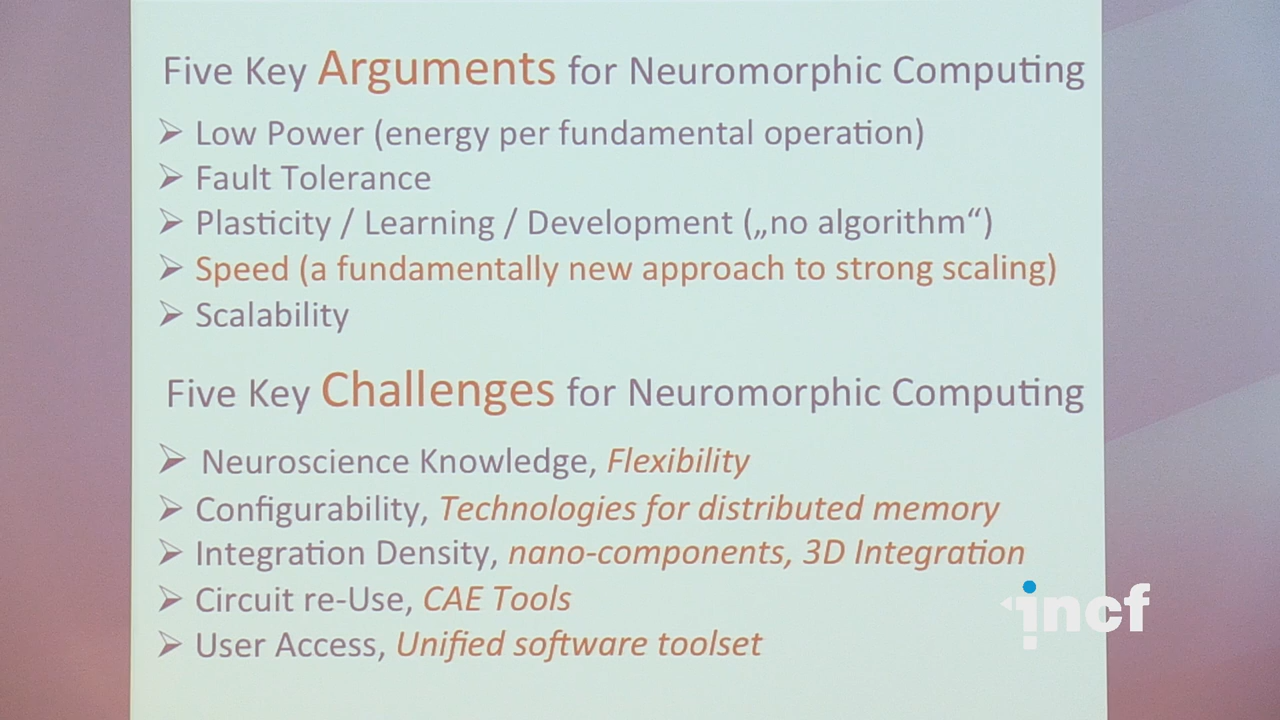 Five Key Arguments for Neuromorphic Computing
➢ Low Power (energy per fundamental operation)
➢ Fault Tolerance
➢ Plasticity / Learning / Development („no algorithm“)
➢ Speed (a fundamentally new approach to strong scaling)
➢ Scalability
Five Key Challenges for Neuromorphic Computing
➢ Neuroscience Knowledge, Flexibility
➢ Configurability, Technologies for distributed memory
➢ Integration Density, nano-components, 3D Integration
➢ Circuit re-Use, CAE Tools
➢ User Access, Unified software toolset
incf